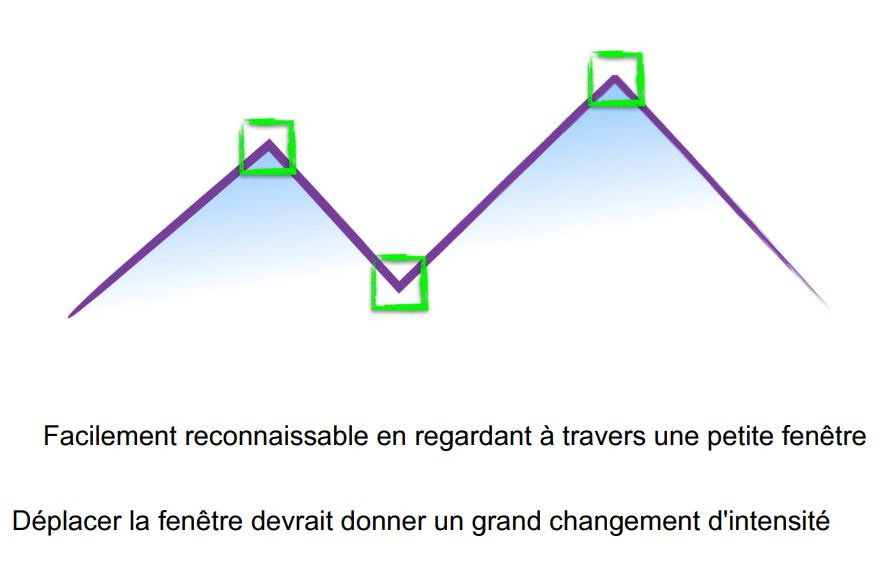 Facilement reconnaissable en regardant à travers une petite fenêtre
Déplacer la fenêtre devrait donner un grand changement d'intensité